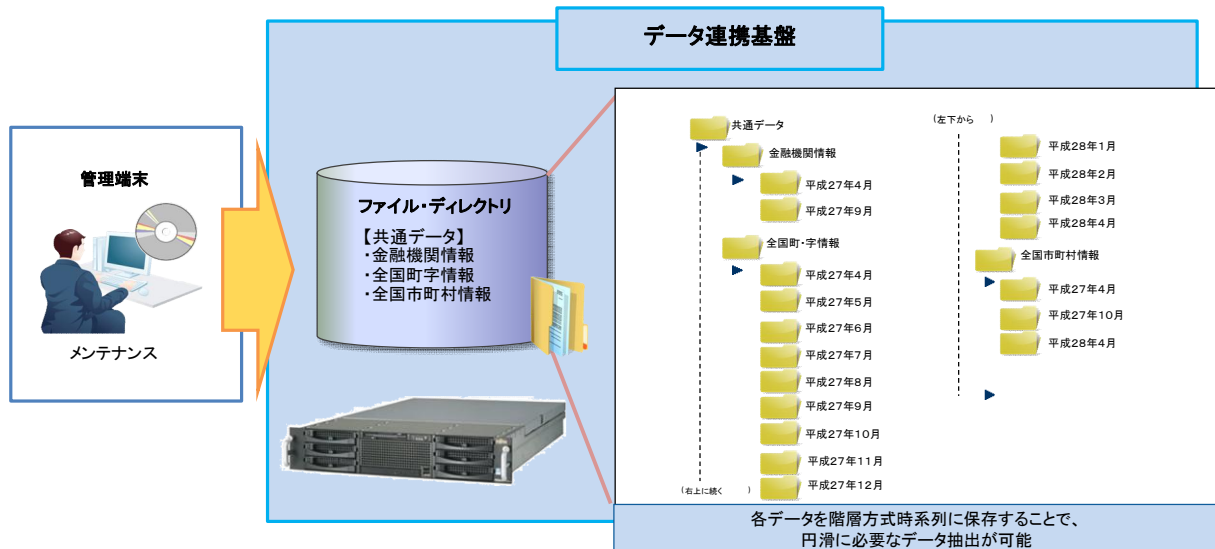 データ連携基盤
管理端末
メンテナンス
ファイル・ディレクトリ
【共通データ】
・金融機関情報
・全国町字情報
・全国市町村情報
共通データ
金融機関情報
平成27年4月
平成27年9月
全国町・字情報
平成27年4月
平成27年5月
平成27年6月
平成27年7月
平成27年8月
平成27年9月
平成27年10月
平成27年11月
平成27年12月
(右上に続く )
(左下から )
平成28年1月
平成28年2月
平成28年3月
平成28年4月
全国市町村情報
平成27年4月
平成27年10月
平成28年4月
各データを階層方式時系列に保存することで、
円滑に必要なデータ抽出が可能